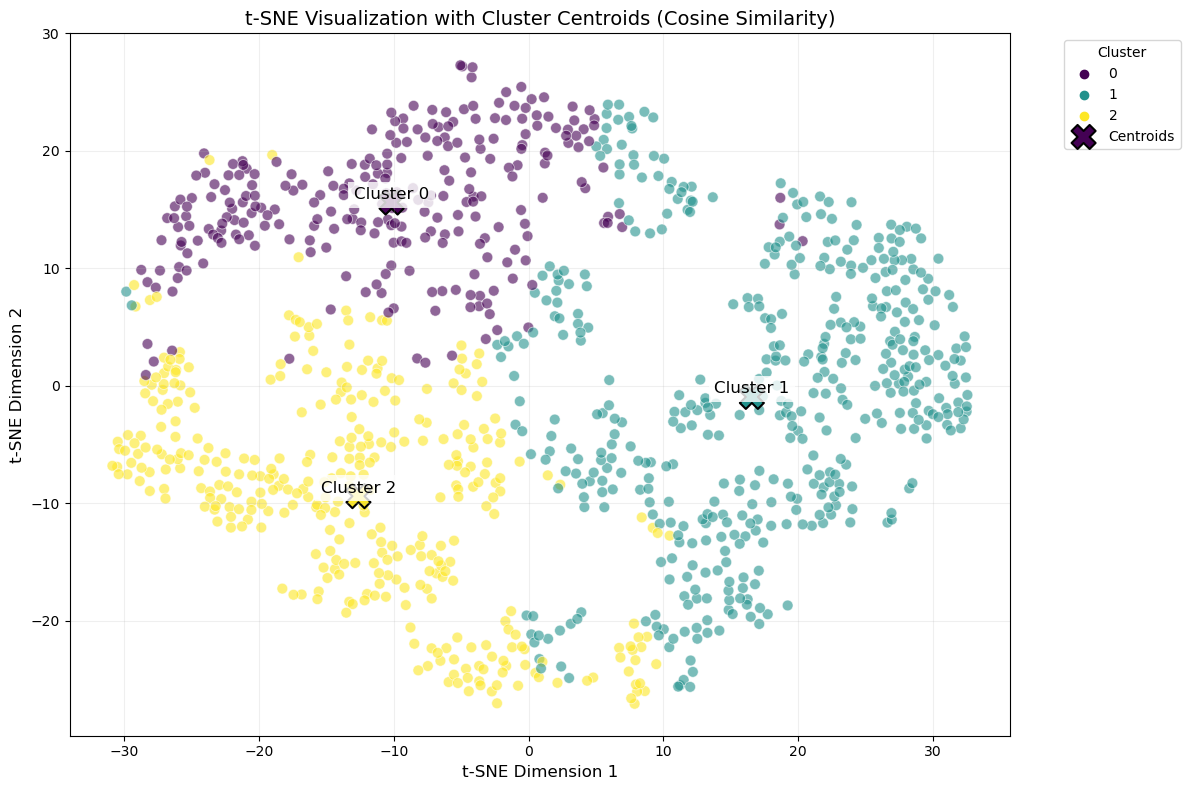 t-SNE Visualization with Cluster Centroids (Cosine Similarity)
30
20
10
0
−10
−20
−30
−20
−10
0
10
20
30
t-SNE Dimension 2
t-SNE Dimension 1
Cluster 0
Cluster 1
Cluster 2
Cluster
0
1
2
Centroids